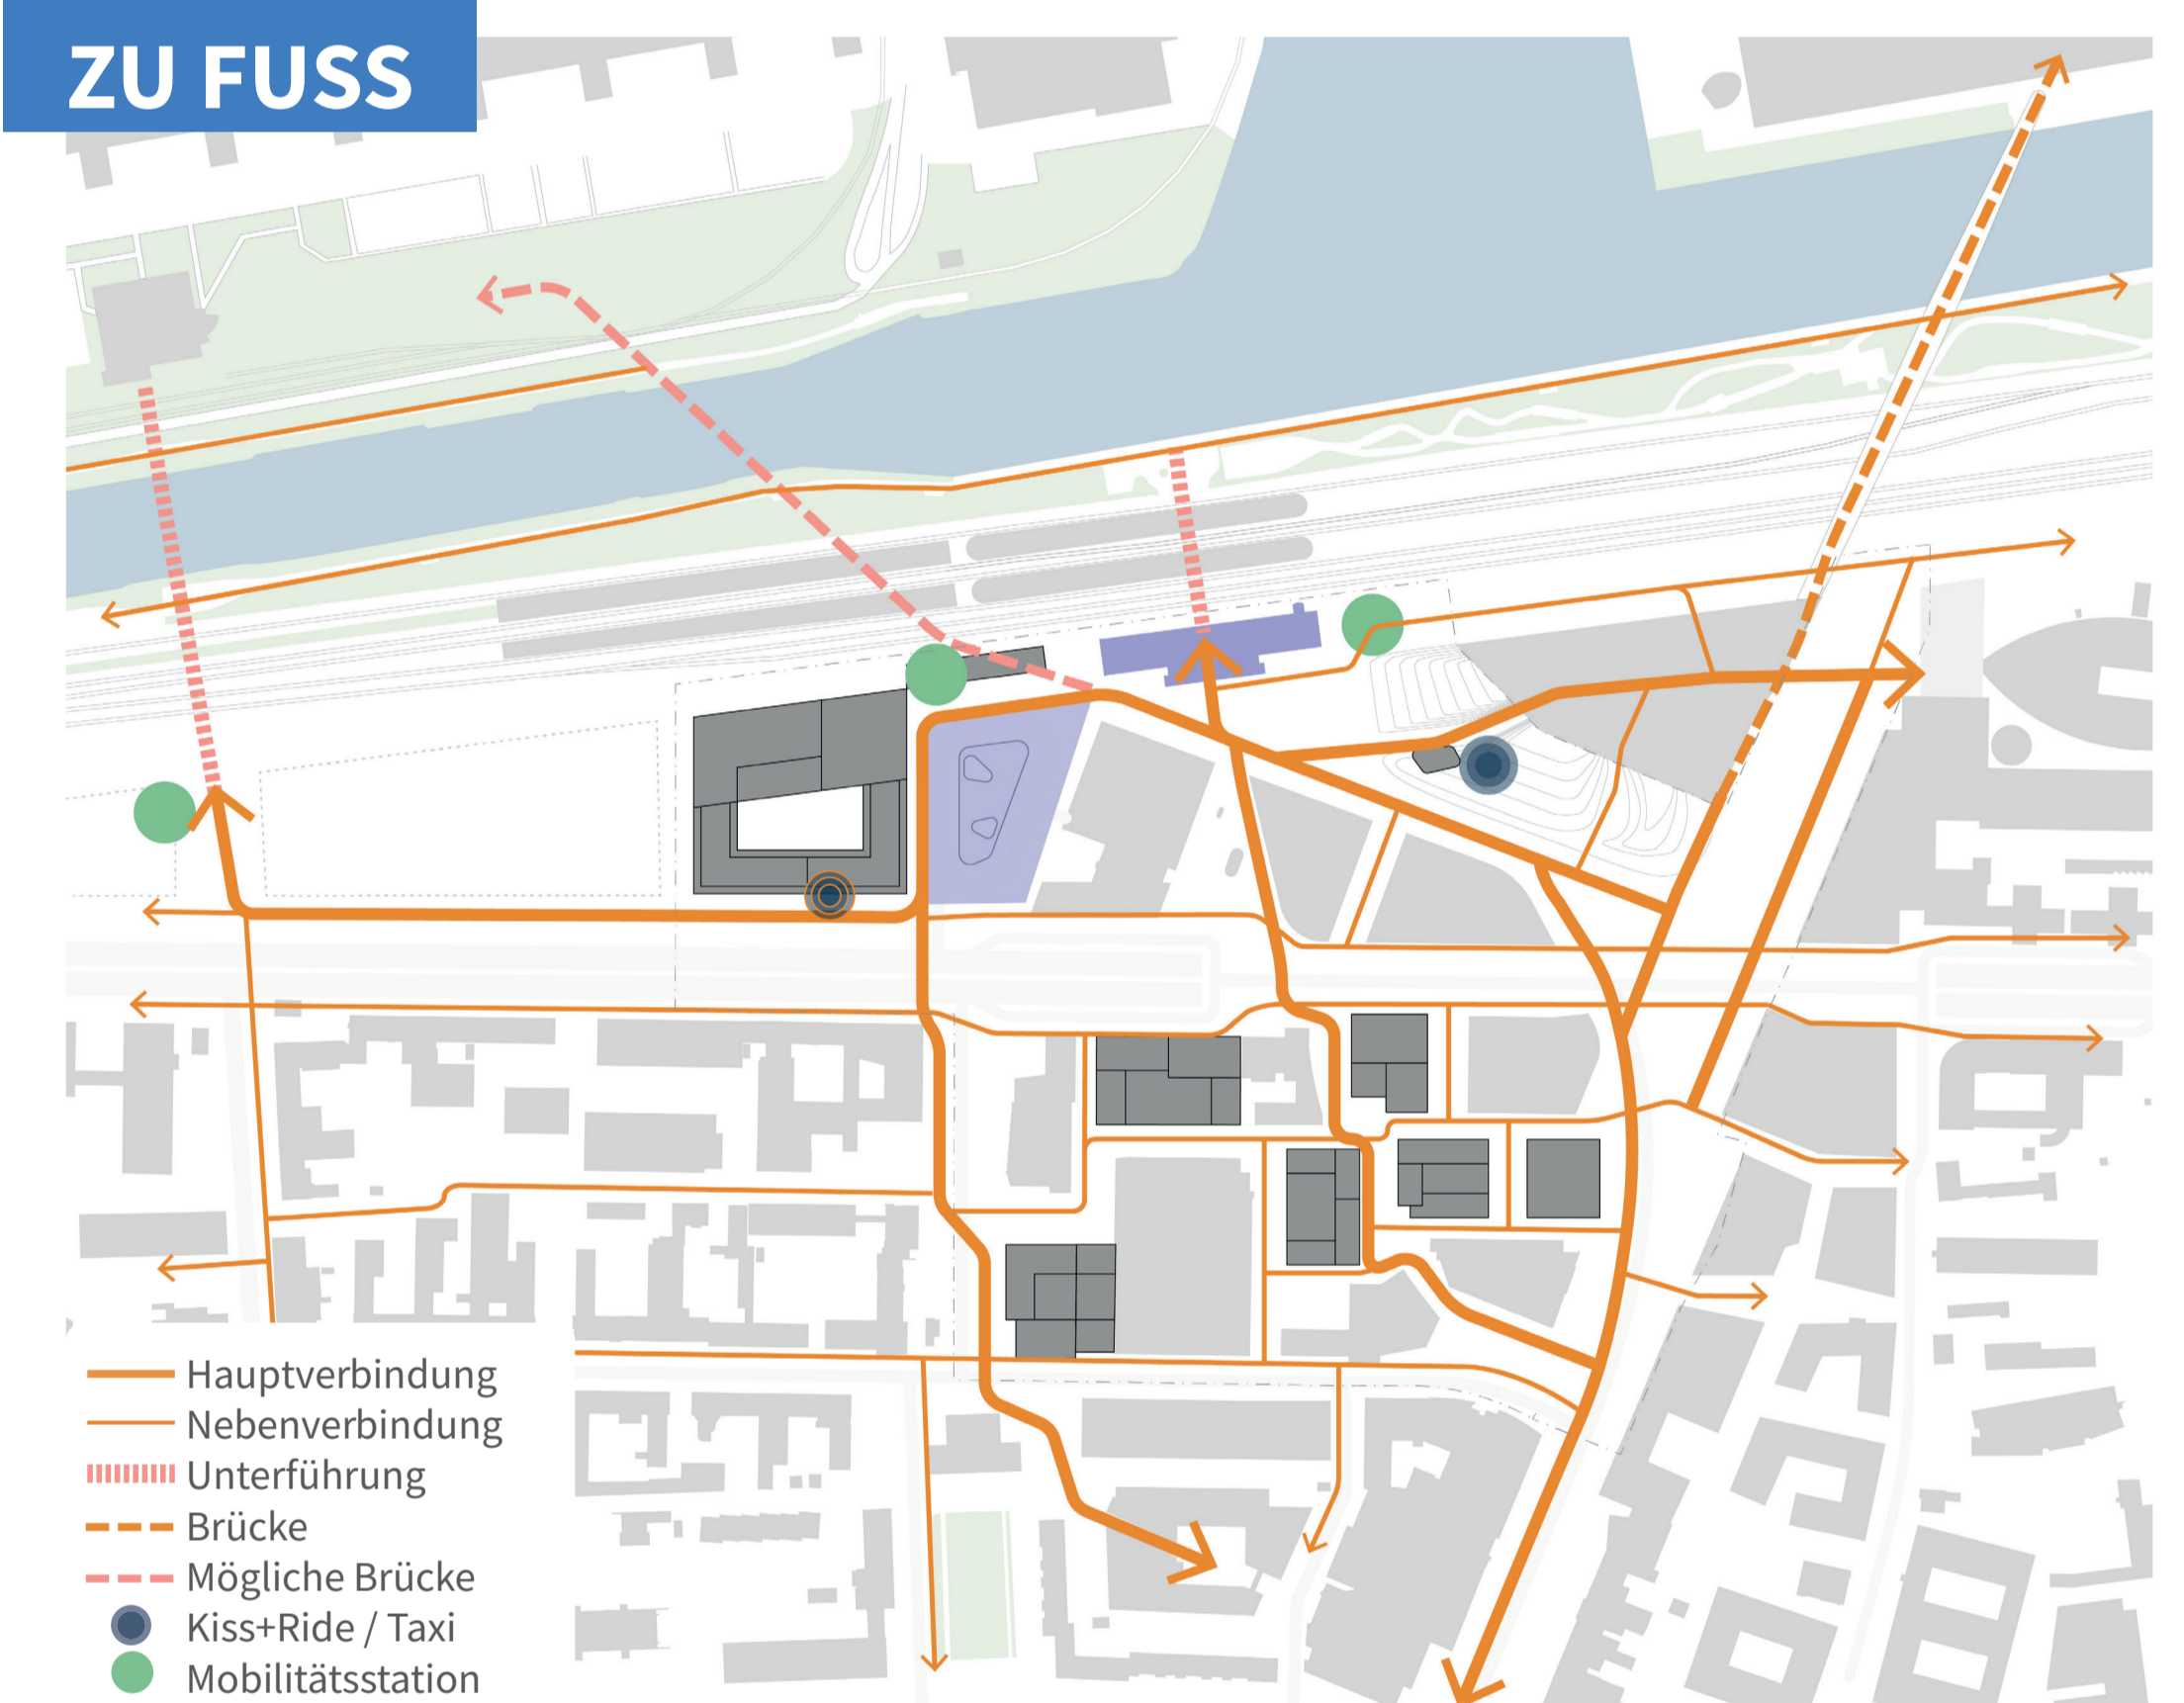 ZU FUSS
Hauptverbindung
Nebenverbindung
Unterführung
Brücke
Mögliche Brücke
Kiss+Ride / Taxi
Mobilitätsstation